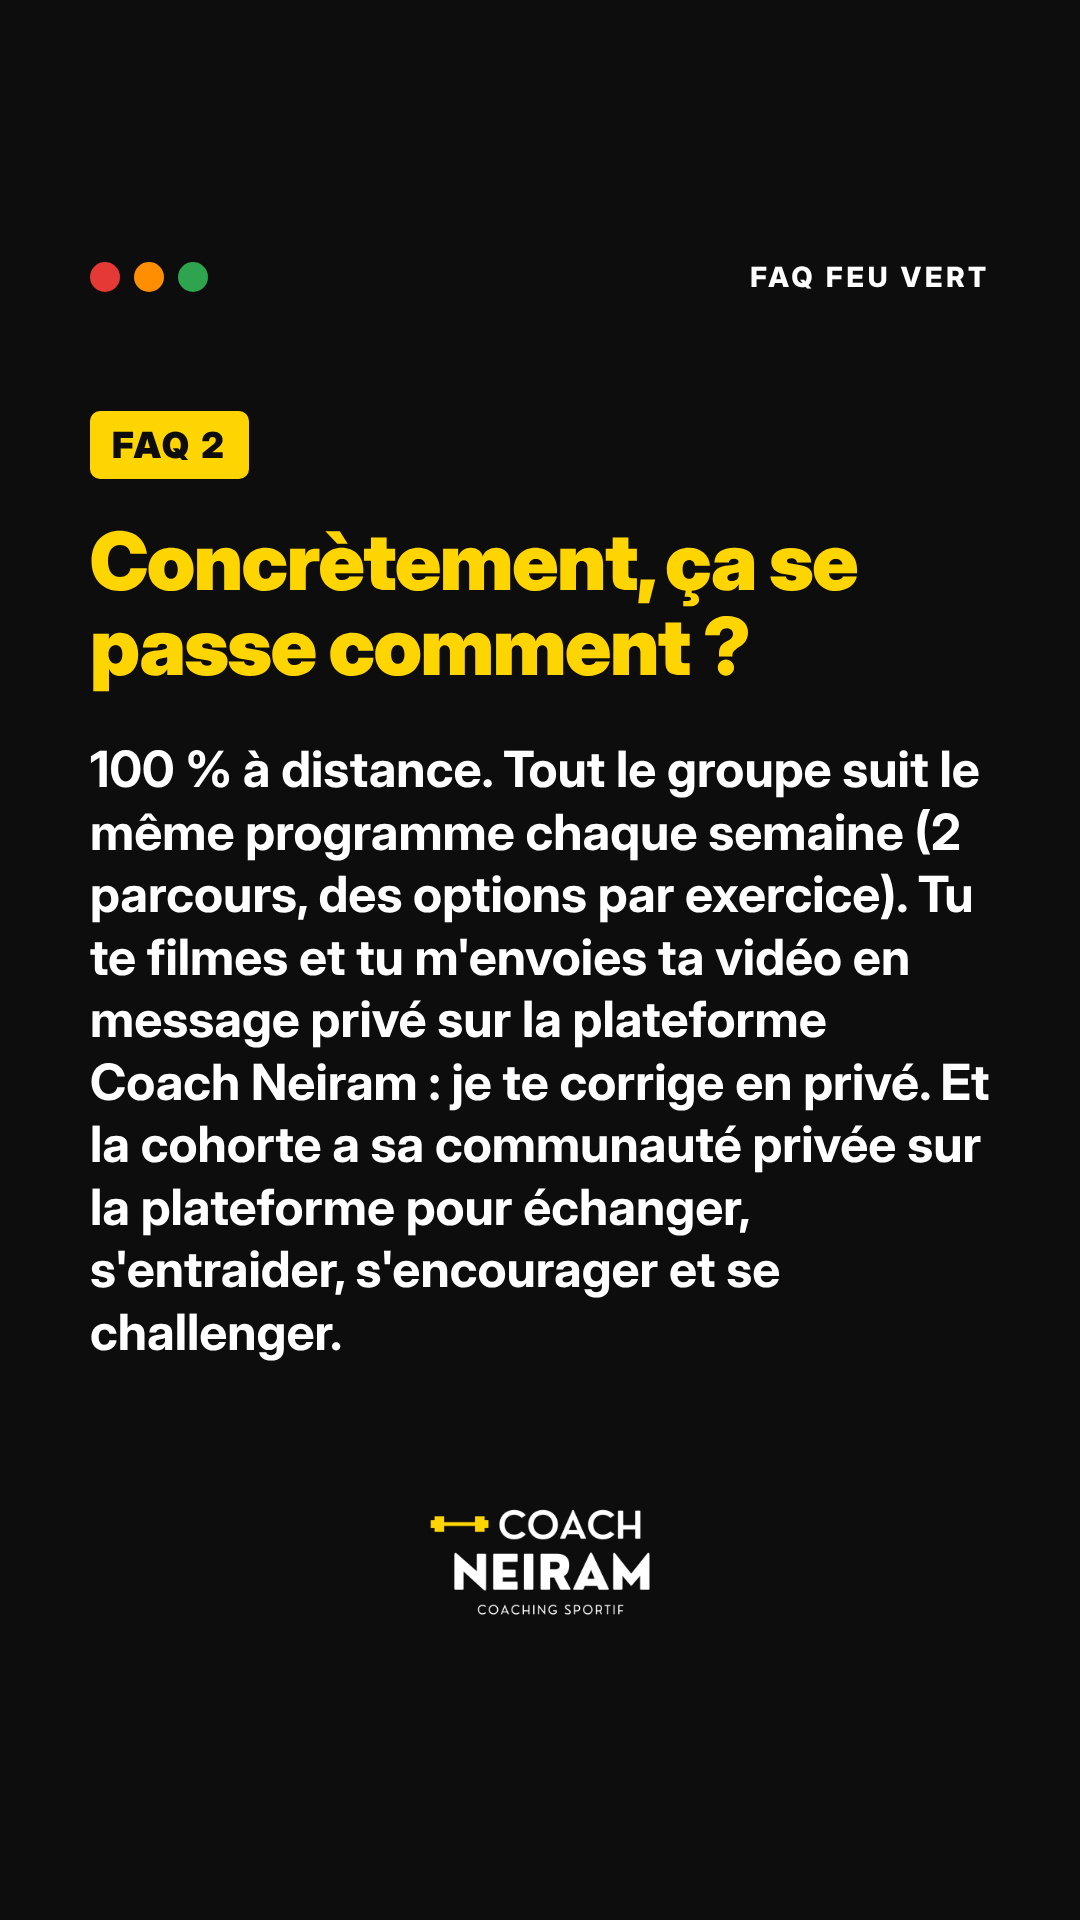 FAQ FEU VERT
FAQ 2
Concrètement, ça se
passe comment ?
100 % à distance. Tout le groupe suit le
même programme chaque semaine (2
parcours, des options par exercice). Tu
te filmes et tu m'envoies ta vidéo en
message privé sur la plateforme
Coach Neiram : je te corrige en privé. Et
la cohorte a sa communauté privée sur
la plateforme pour échanger,
s'entraider, s'encourager et se
challenger.
COACH
NEIRAM
COACHING SPORTIF